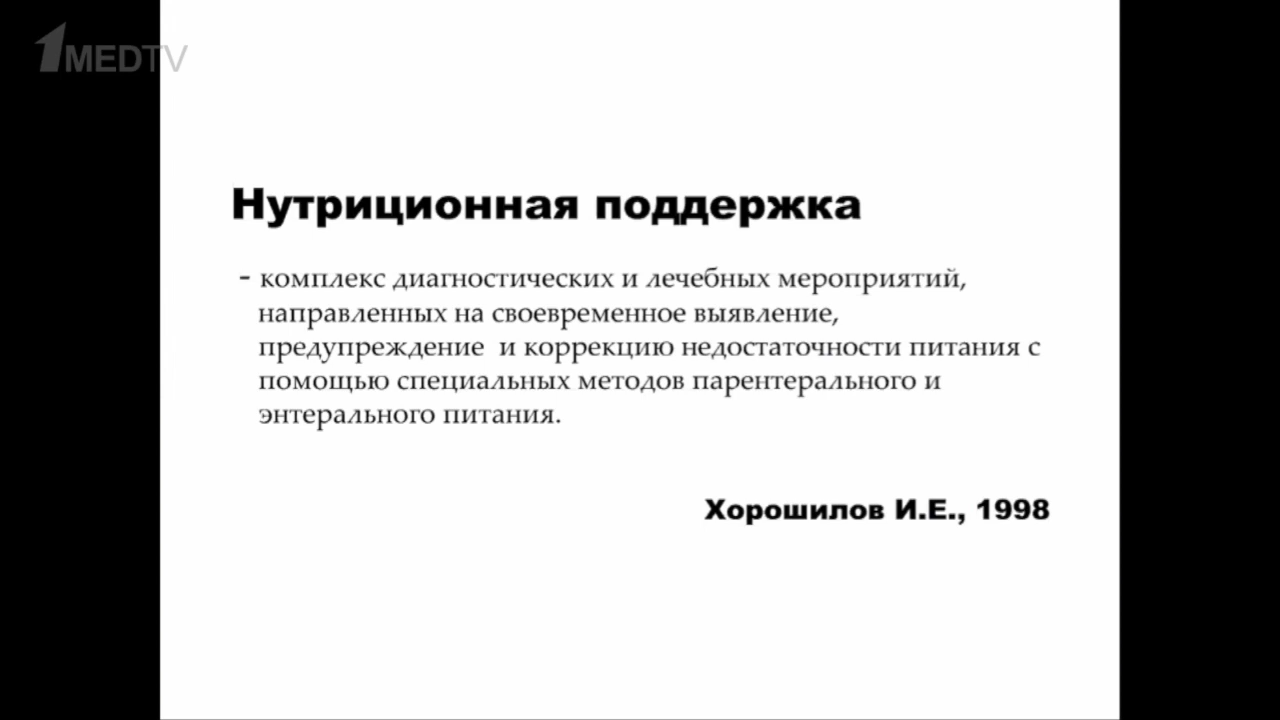 1MEDTV
Нутриционная поддержка
- комплекс диагностических и лечебных мероприятий,
направленных на своевременное выявление,
предупреждение и коррекцию недостаточности питания с
помощью специальных методов парентерального и
энтерального питания.
Хорошилов И.Е., 1998